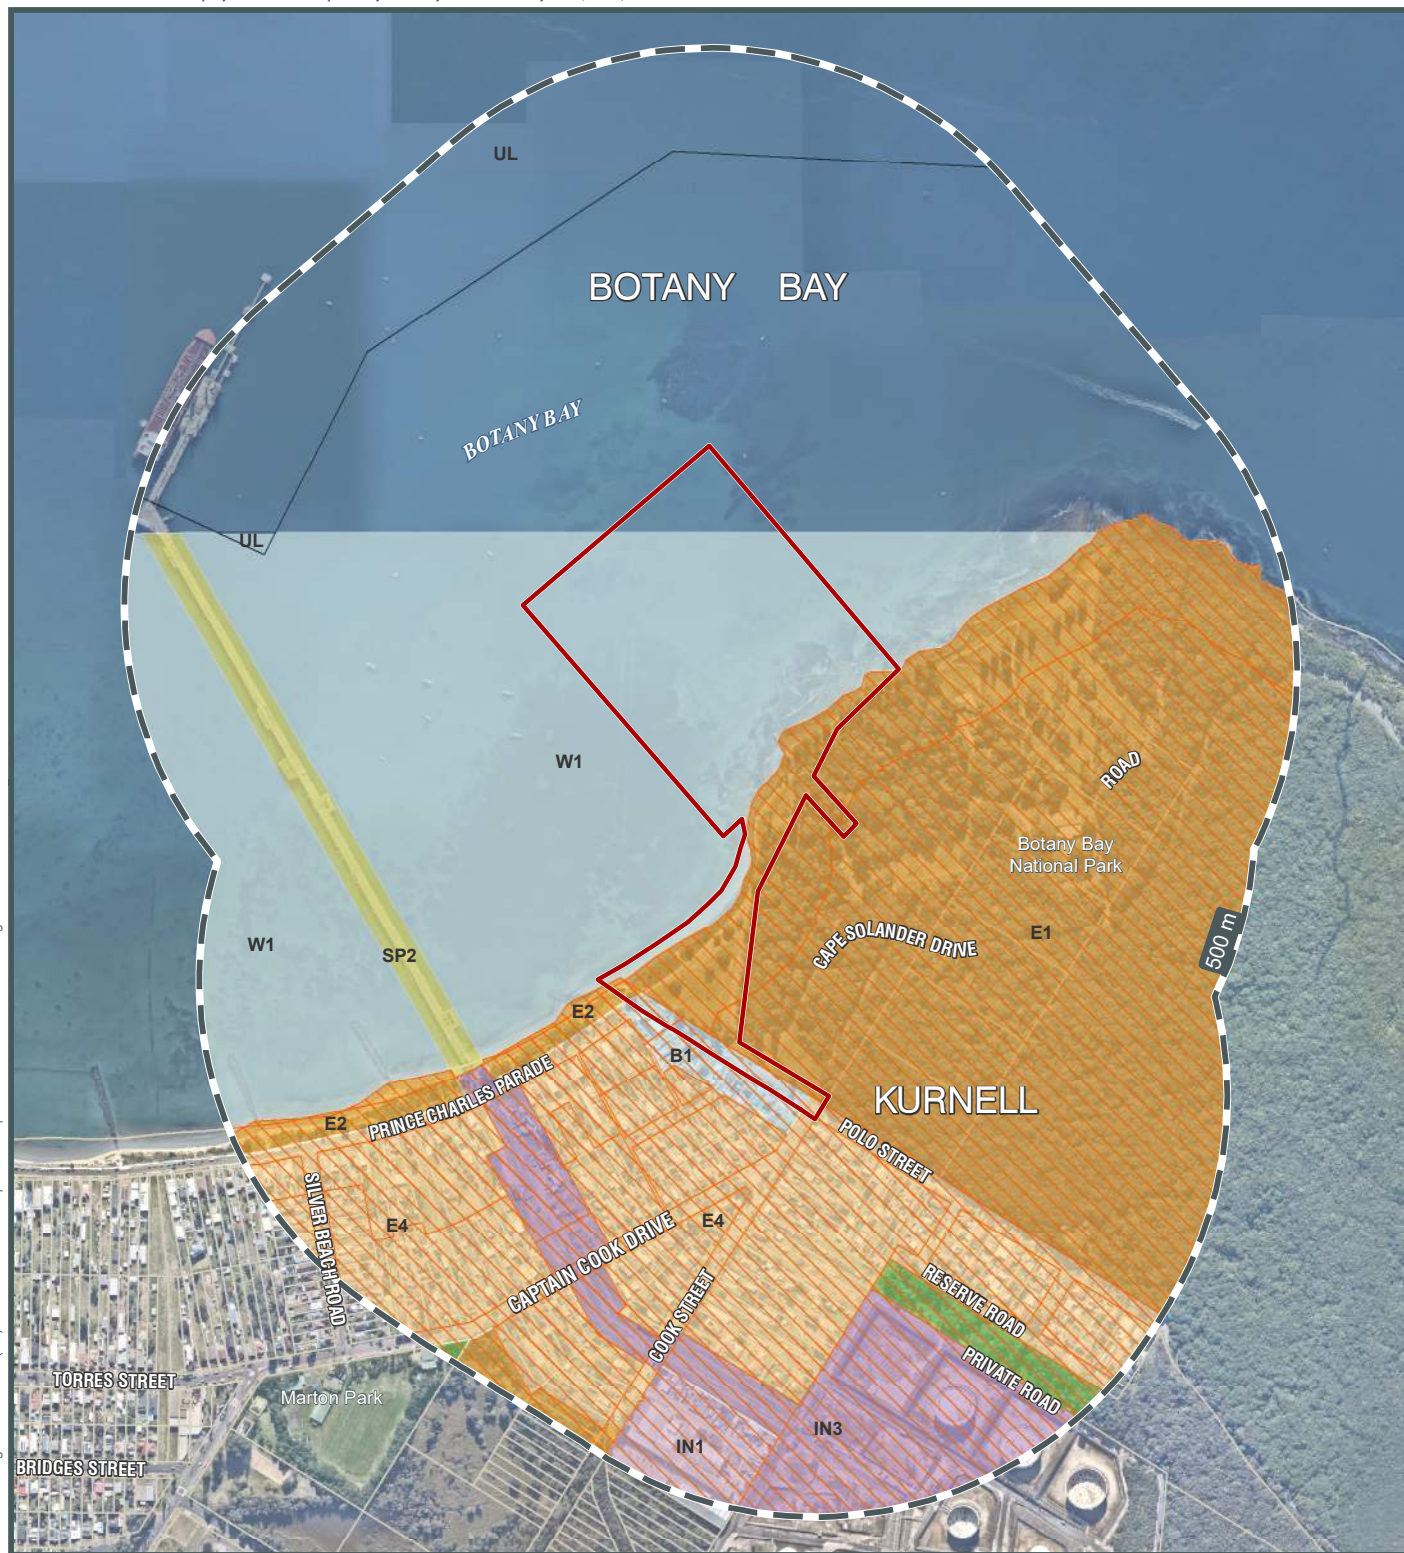 UL
BOTANY BAY
BOTANY BAY
UL
W1
ROAD
Botany Bay
National Park
CAPE SOLANDER DRIVE
E1
500 m
W1
SP2
E2
B1
PRINCE CHARLES PARADE
E2
KURNELL
POLO STREET
SILVER BEACH ROAD
E4
E4
CAPTAIN COOK DRIVE
COOK STREET
RESERVE ROAD
PRIVATE ROAD
TORRES STREET
Marton Park
IN3
IN1
BRIDGES STREET